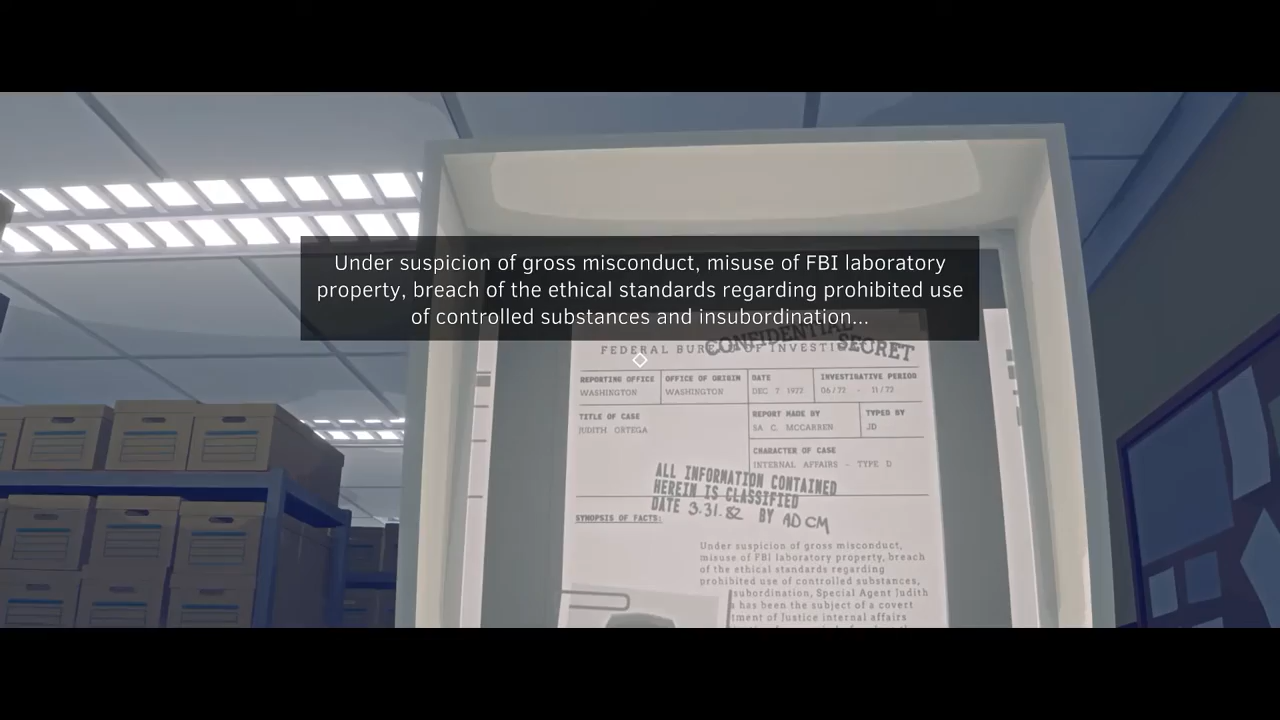 Under suspicion of gross misconduct, misuse of FBI laboratory
property, breach of the ethical standards regarding prohibited use
of controlled substances and insubordination...
CONFIDENTIAL
SECRET
FEDERAL BUREAU OF INVESTI
REPORTING OFFICE
WASHINGTON
OFFICE OF ORIGIN
WASHINGTON
DATE
DEC 7 1972
INVESTIGATIVE PERIOD
06/72 - 11/72
TITLE OF CASE
JUDITH ORTEGA
REPORT MADE BY
SA C. MCCARREN
TYPED BY
JD
CHARACTER OF CASE
INTERNAL AFFAIRS - TYPE D
ALL INFORMATION CONTAINED
HEREIN IS CLASSIFIED
DATE 3.31.82 BY AD CM
SYNOPSIS OF FACTS:
Under suspicion of gross misconduct,
misuse of FBI laboratory property, breach
of the ethical standards regarding
prohibited use of controlled substances,
subordination, Special Agent Judith
has been the subject of a covert
tment of Justice internal affairs